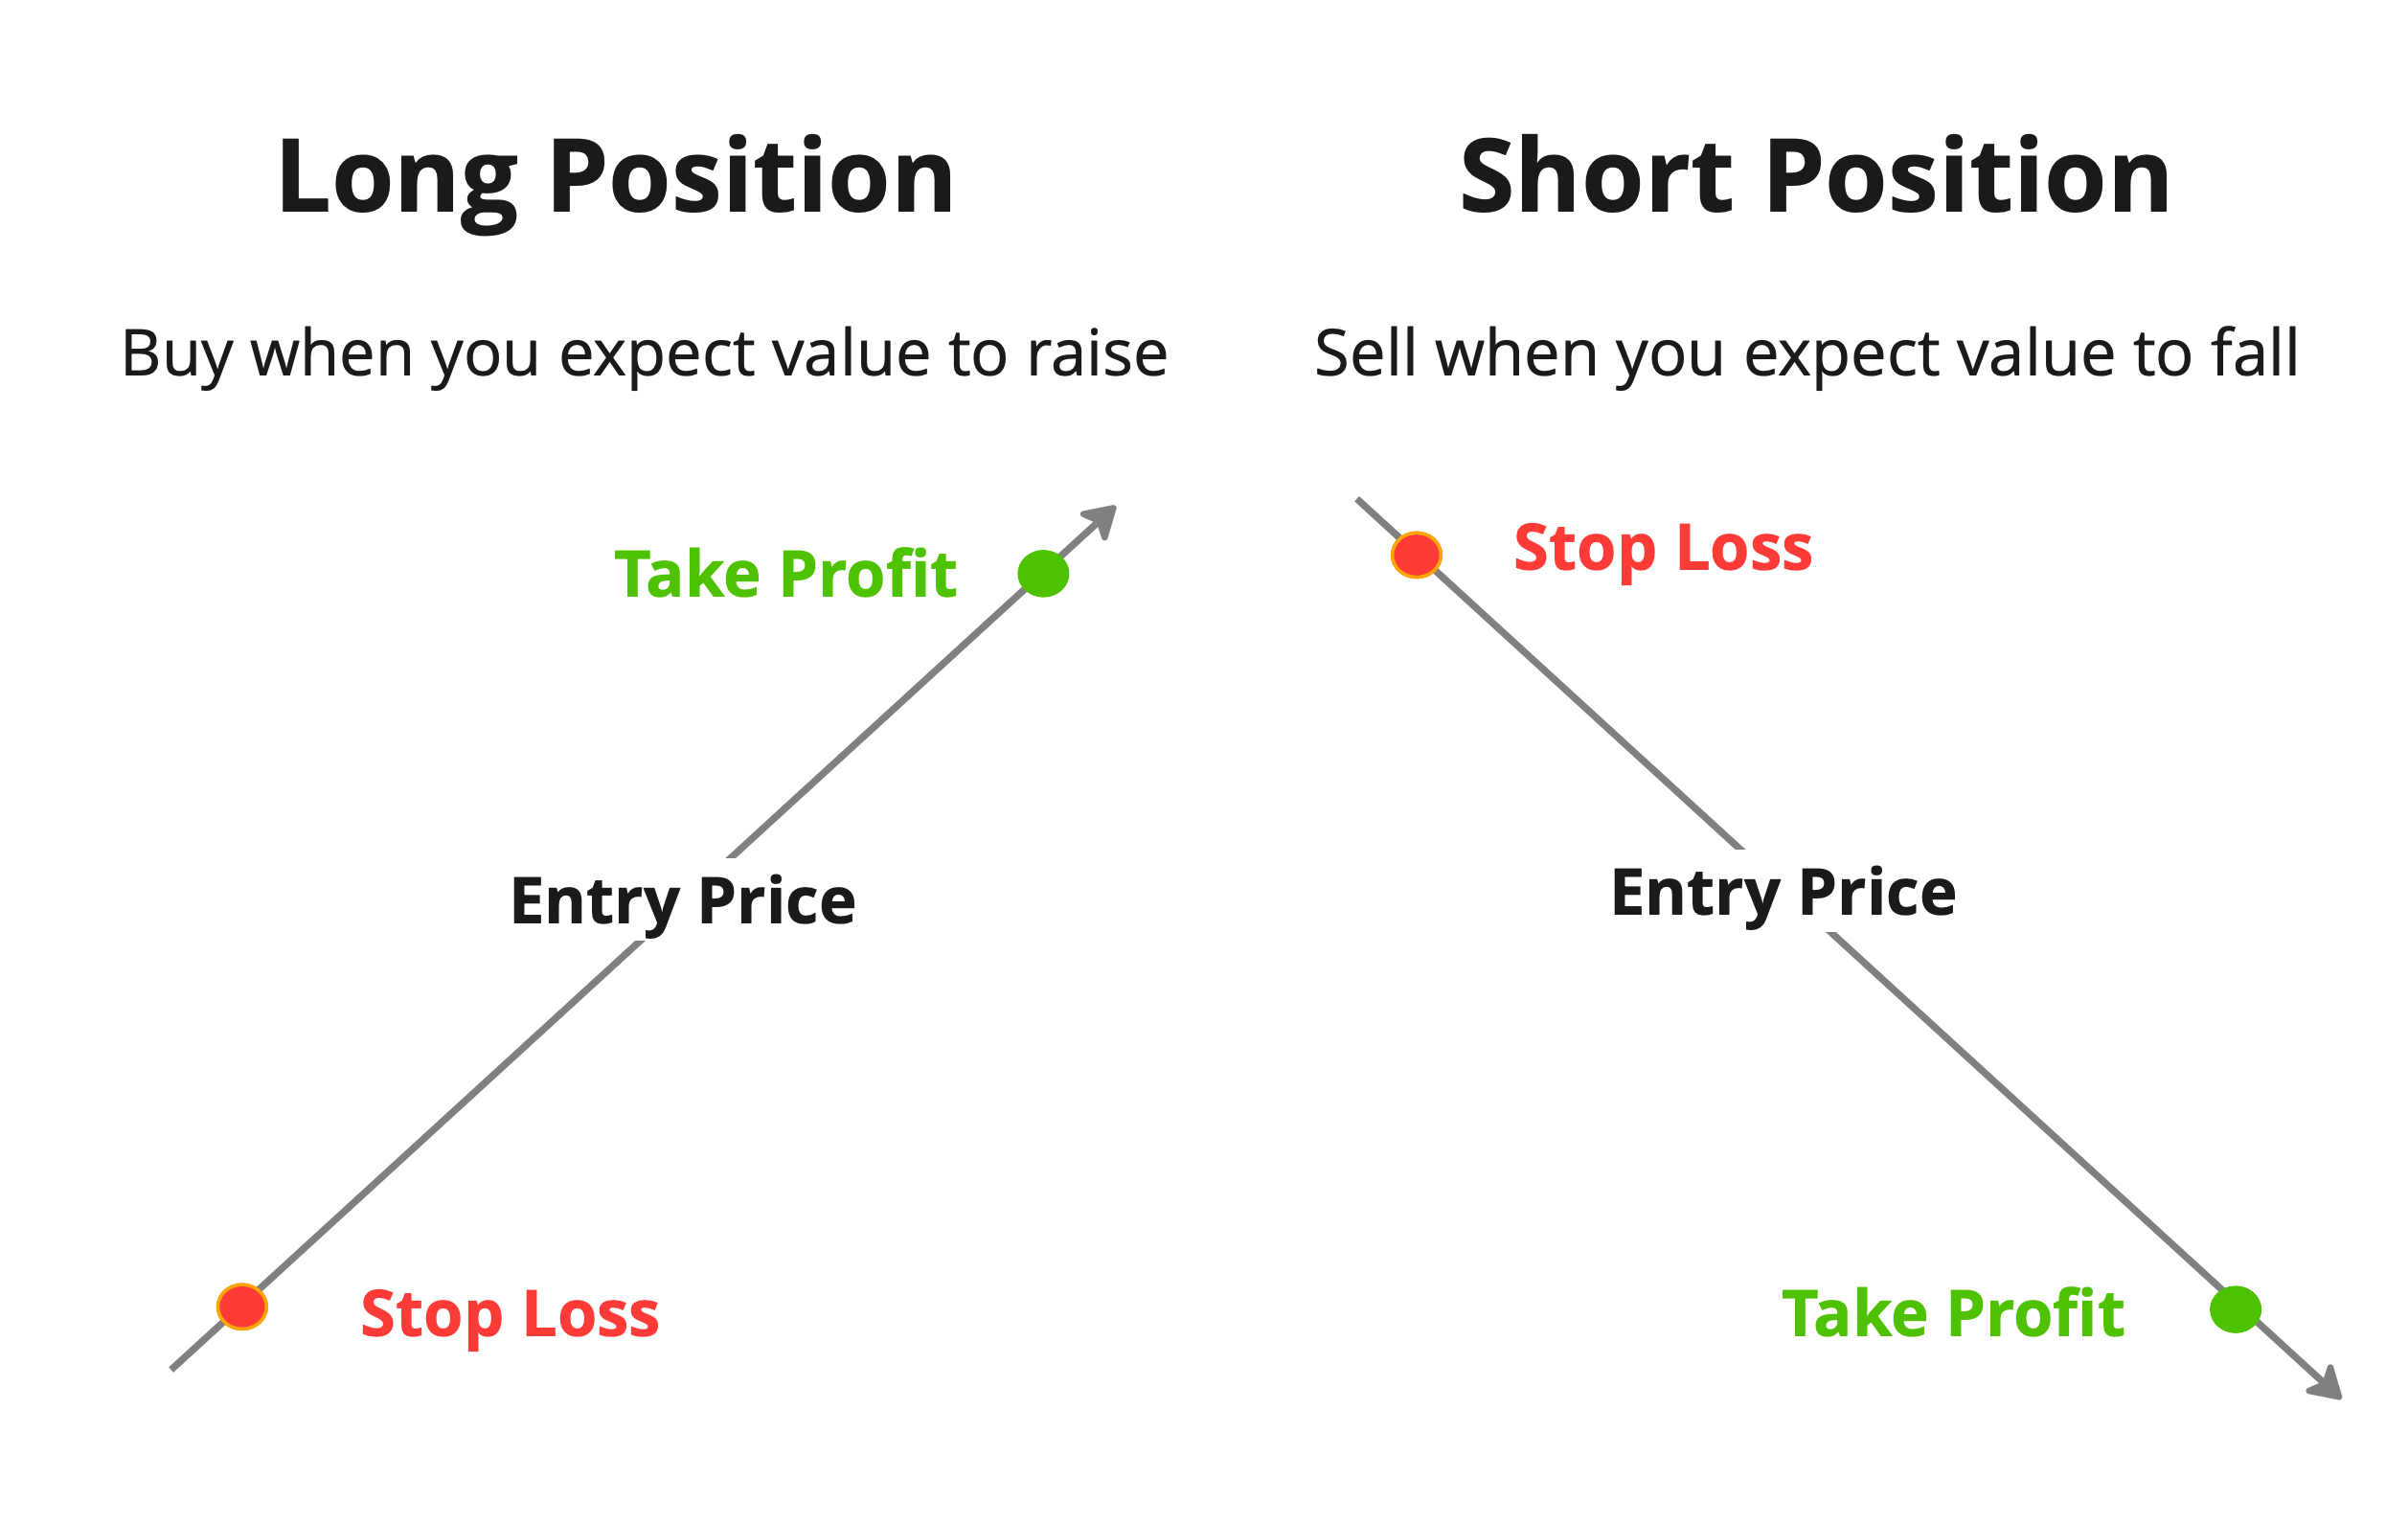 Long Position
Buy when you expect value to raise
Take Profit
Entry Price
Stop Loss
Short Position
Sell when you expect value to fall
Stop Loss
Entry Price
Take Profit